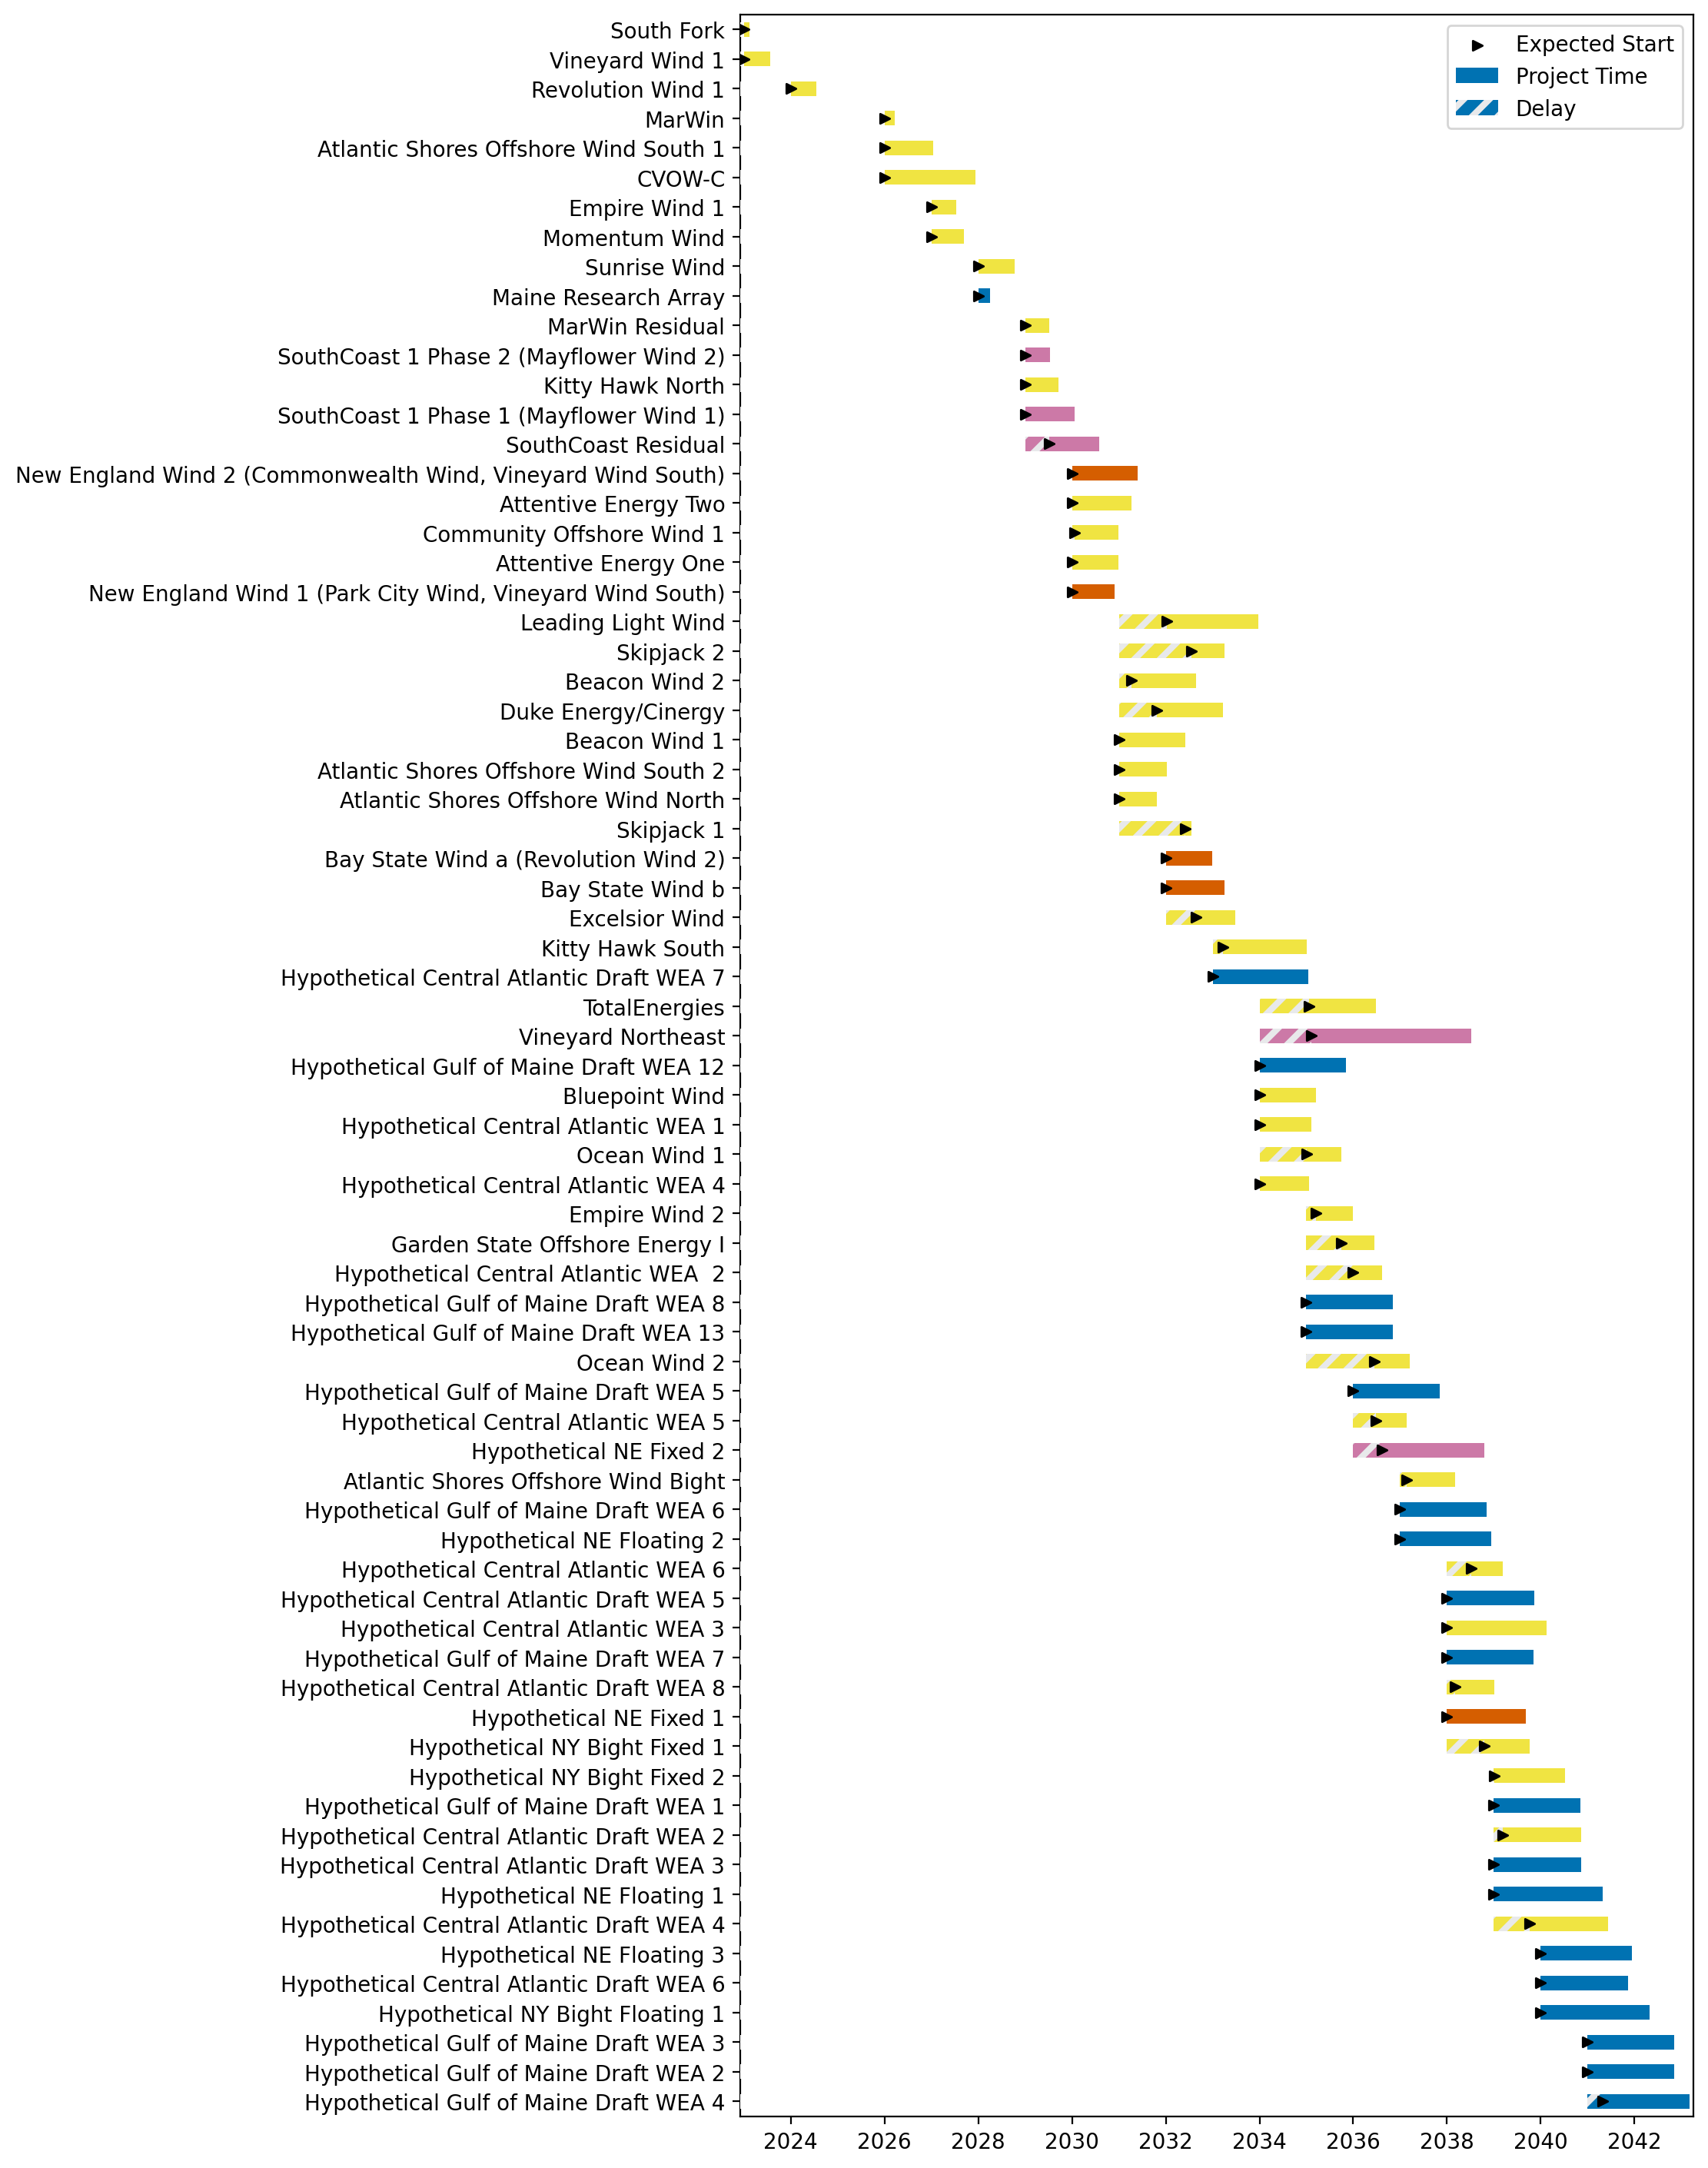 South Fork
Vineyard Wind 1
Revolution Wind 1
MarWin
Atlantic Shores Offshore Wind South 1
CVOW-C
Empire Wind 1
Momentum Wind
Sunrise Wind
Maine Research Array
MarWin Residual
SouthCoast 1 Phase 2 (Mayflower Wind 2)
Kitty Hawk North
SouthCoast 1 Phase 1 (Mayflower Wind 1)
SouthCoast Residual
New England Wind 2 (Commonwealth Wind, Vineyard Wind South)
Attentive Energy Two
Community Offshore Wind 1
Attentive Energy One
New England Wind 1 (Park City Wind, Vineyard Wind South)
Leading Light Wind
Skipjack 2
Beacon Wind 2
Duke Energy/Cinergy
Beacon Wind 1
Atlantic Shores Offshore Wind South 2
Atlantic Shores Offshore Wind North
Skipjack 1
Bay State Wind a (Revolution Wind 2)
Bay State Wind b
Excelsior Wind
Kitty Hawk South
Hypothetical Central Atlantic Draft WEA 7
TotalEnergies
Vineyard Northeast
Hypothetical Gulf of Maine Draft WEA 12
Bluepoint Wind
Hypothetical Central Atlantic WEA 1
Ocean Wind 1
Hypothetical Central Atlantic WEA 4
Empire Wind 2
Garden State Offshore Energy I
Hypothetical Central Atlantic WEA  2
Hypothetical Gulf of Maine Draft WEA 8
Hypothetical Gulf of Maine Draft WEA 13
Ocean Wind 2
Hypothetical Gulf of Maine Draft WEA 5
Hypothetical Central Atlantic WEA 5
Hypothetical NE Fixed 2
Atlantic Shores Offshore Wind Bight
Hypothetical Gulf of Maine Draft WEA 6
Hypothetical NE Floating 2
Hypothetical Central Atlantic WEA 6
Hypothetical Central Atlantic Draft WEA 5
Hypothetical Central Atlantic WEA 3
Hypothetical Gulf of Maine Draft WEA 7
Hypothetical Central Atlantic Draft WEA 8
Hypothetical NE Fixed 1
Hypothetical NY Bight Fixed 1
Hypothetical NY Bight Fixed 2
Hypothetical Gulf of Maine Draft WEA 1
Hypothetical Central Atlantic Draft WEA 2
Hypothetical Central Atlantic Draft WEA 3
Hypothetical NE Floating 1
Hypothetical Central Atlantic Draft WEA 4
Hypothetical NE Floating 3
Hypothetical Central Atlantic Draft WEA 6
Hypothetical NY Bight Floating 1
Hypothetical Gulf of Maine Draft WEA 3
Hypothetical Gulf of Maine Draft WEA 2
Hypothetical Gulf of Maine Draft WEA 4
Expected Start
Project Time
Delay
2024 2026 2028 2030 2032 2034 2036 2038 2040 2042